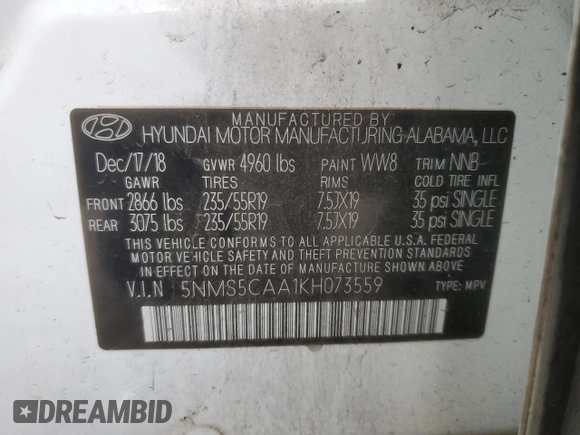 MANUFACTURED BY
HYUNDAI MOTOR MANUFACTURING ALABAMA, LLC
Dec/17/18 GVWR 4960 lbs PAINT WW8 TRIM NNB
GAWR TIRES RIMS COLD TIRE INFL
FRONT 2866 lbs 235/55R19 7.5JX19 35 psi SINGLE
REAR 3075 lbs 235/55R19 7.5JX19 35 psi SINGLE
THIS VEHICLE CONFORMS TO ALL APPLICABLE U.S.A. FEDERAL
MOTOR VEHICLE SAFETY AND THEFT PREVENTION STANDARDS
IN EFFECT ON THE DATE OF MANUFACTURE SHOWN ABOVE.
V.I.N 5NMS5CAA1KH073559 TYPE: MPV
DREAMBID